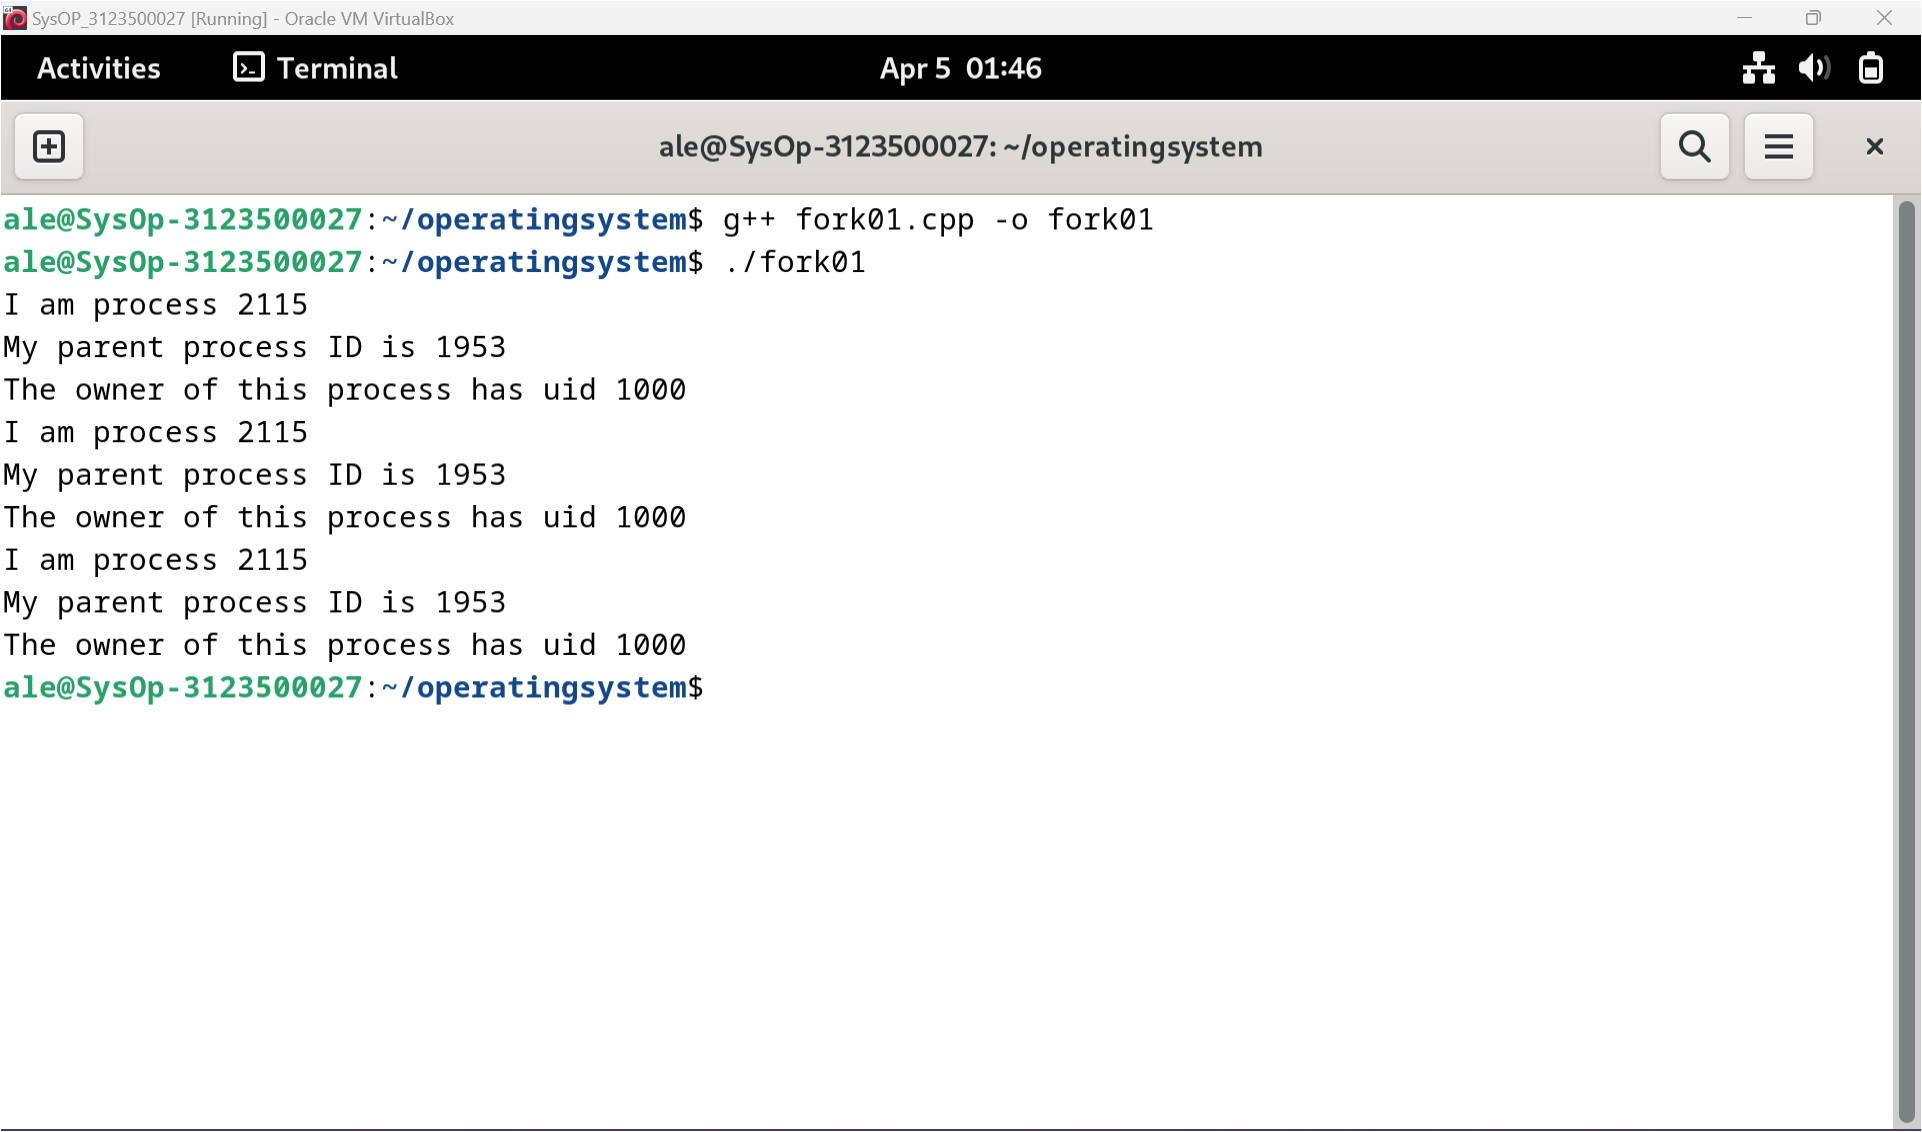 SysOP_3123500027 [Running] - Oracle VM VirtualBox
Activities Terminal Apr 5 01:46
ale@SysOp-3123500027: ~/operatingsystem
ale@SysOp-3123500027:~/operatingsystem$ g++ fork01.cpp -o fork01
ale@SysOp-3123500027:~/operatingsystem$ ./fork01
I am process 2115
My parent process ID is 1953
The owner of this process has uid 1000
I am process 2115
My parent process ID is 1953
The owner of this process has uid 1000
I am process 2115
My parent process ID is 1953
The owner of this process has uid 1000
ale@SysOp-3123500027:~/operatingsystem$